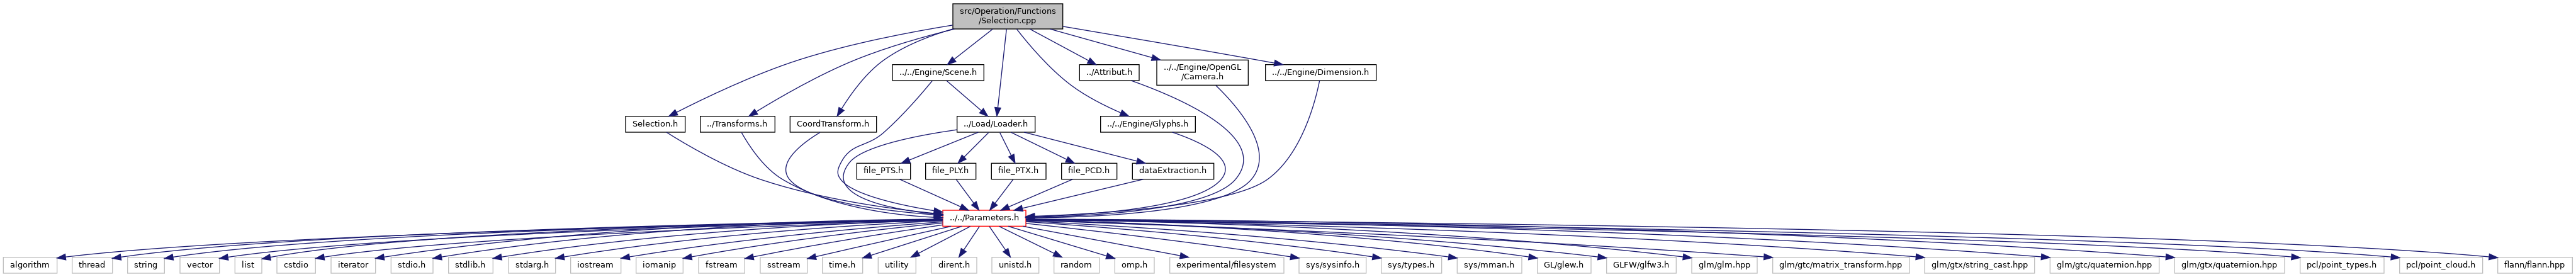 src/Operation/Functions
/Selection.cpp
../../Engine/Scene.h
../Attribut.h
../../Engine/OpenGL
/Camera.h
../../Engine/Dimension.h
Selection.h
../Transforms.h
CoordTransform.h
../Load/Loader.h
../../Engine/Glyphs.h
file_PTS.h
file_PLY.h
file_PTX.h
file_PCD.h
dataExtraction.h
../../Parameters.h
algorithm
thread
string
vector
list
cstdio
iterator
stdio.h
stdlib.h
stdarg.h
iostream
iomanip
fstream
sstream
time.h
utility
dirent.h
unistd.h
random
omp.h
experimental/filesystem
sys/sysinfo.h
sys/types.h
sys/mman.h
GL/glew.h
GLFW/glfw3.h
glm/glm.hpp
glm/gtc/matrix_transform.hpp
glm/gtx/string_cast.hpp
glm/gtc/quaternion.hpp
glm/gtx/quaternion.hpp
pcl/point_types.h
pcl/point_cloud.h
flann/flann.hpp